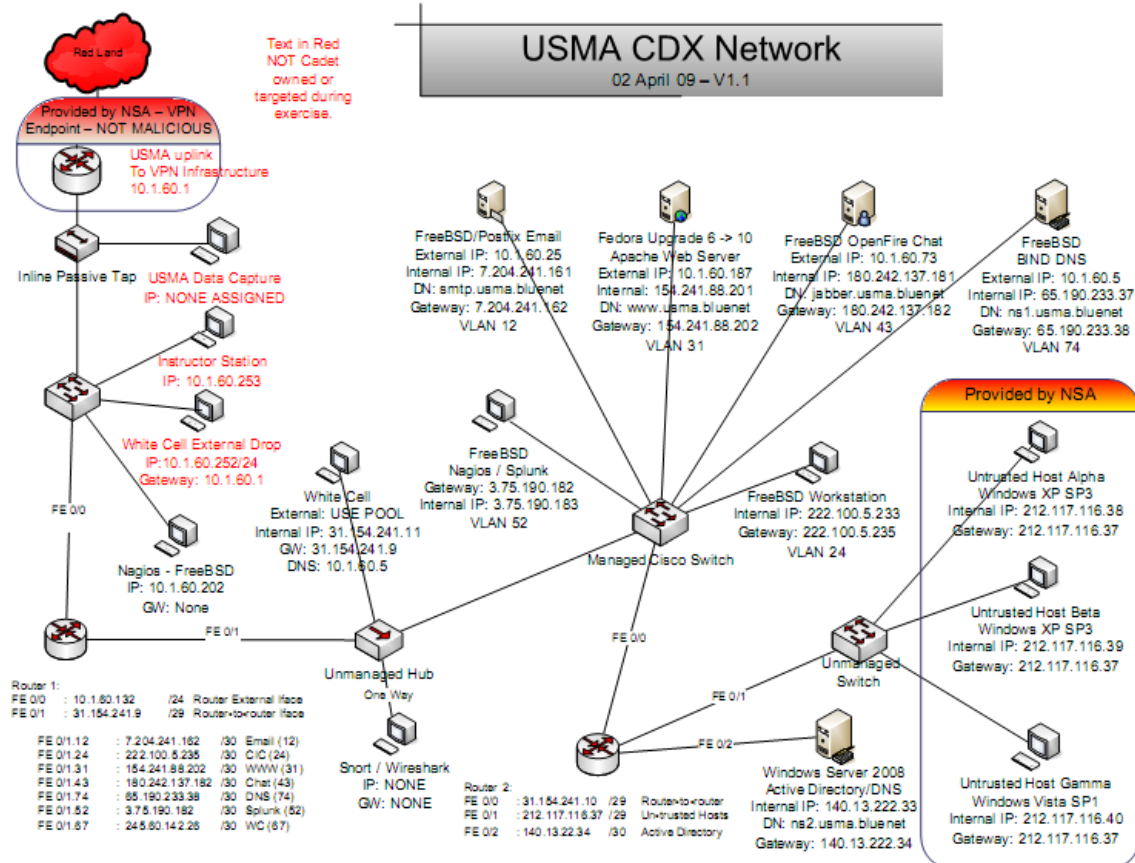 USMA CDX Network
02 April 09 – V1.1
Red Land
Text in Red
NOT Cadet
owned or
targeted during
exercise.
Provided by NSA – VPN
Endpoint – NOT MALICIOUS
USMA uplink
To VPN Infrastructure
10.1.60.1
Inline Passive Tap
USMA Data Capture
IP: NONE ASSIGNED
Instructor Station
IP: 10.1.60.253
White Cell External Drop
IP:10.1.60.252/24
Gateway: 10.1.60.1
FE 0/0
Nagios - FreeBSD
IP: 10.1.60.202
GW: None
FreeBSD/Postfix Email
External IP: 10.1.60.25
Internal IP: 7.204.241.161
DN: smtp.usma.bluenet
Gateway: 7.204.241.162
VLAN 12
Fedora Upgrade 6 -> 10
Apache Web Server
External IP: 10.1.60.187
Internal: 154.241.88.201
DN: www.usma.bluenet
Gateway: 154.241.88.202
VLAN 31
FreeBSD OpenFire Chat
External IP: 10.1.60.73
Internal IP: 180.242.137.181
DN: jabber.usma.bluenet
Gateway: 180.242.137.182
VLAN 43
FreeBSD
BIND DNS
External IP: 10.1.60.5
Internal IP: 65.190.233.37
DN: ns1.usma.bluenet
Gateway: 65.190.233.38
VLAN 74
FreeBSD
Nagios / Splunk
Gateway: 3.75.190.182
Internal IP: 3.75.190.183
VLAN 52
White Cell
External: USE POOL
Internal IP: 31.154.241.11
GW: 31.154.241.9
DNS: 10.1.60.5
FreeBSD Workstation
Internal IP: 222.100.5.233
Gateway: 222.100.5.235
VLAN 24
Managed Cisco Switch
FE 0/1
Unmanaged Hub
One Way
Snort / Wireshark
IP: NONE
GW: NONE
FE 0/0
FE 0/1
FE 0/2
Unmanaged
Switch
Provided by NSA
Untrusted Host Alpha
Windows XP SP3
Internal IP: 212.117.116.38
Gateway: 212.117.116.37
Untrusted Host Beta
Windows XP SP3
Internal IP: 212.117.116.39
Gateway: 212.117.116.37
Untrusted Host Gamma
Windows Vista SP1
Internal IP: 212.117.116.40
Gateway: 212.117.116.37
Windows Server 2008
Active Directory/DNS
Internal IP: 140.13.222.33
DN: ns2.usma.bluenet
Gateway: 140.13.222.34
Router 1:
FE 0/0 : 10.1.60.132 /24 Router External Iface
FE 0/1 : 31.154.241.9 /29 Router-to-router Iface
FE 0/1.12 : 7.204.241.162 /30 Email (12)
FE 0/1.24 : 222.100.5.235 /30 CIC (24)
FE 0/1.31 : 154.241.88.202 /30 WWW (31)
FE 0/1.43 : 180.242.137.182 /30 Chat (43)
FE 0/1.74 : 65.190.233.38 /30 DNS (74)
FE 0/1.52 : 3.75.190.182 /30 Splunk (52)
FE 0/1.67 : 245.60.142.26 /30 WC (67)
Router 2:
FE 0/0 : 31.154.241.10 /29 Router-to-router
FE 0/1 : 212.117.116.37 /29 Un-trusted Hosts
FE 0/2 : 140.13.22.34 /30 Active Directory